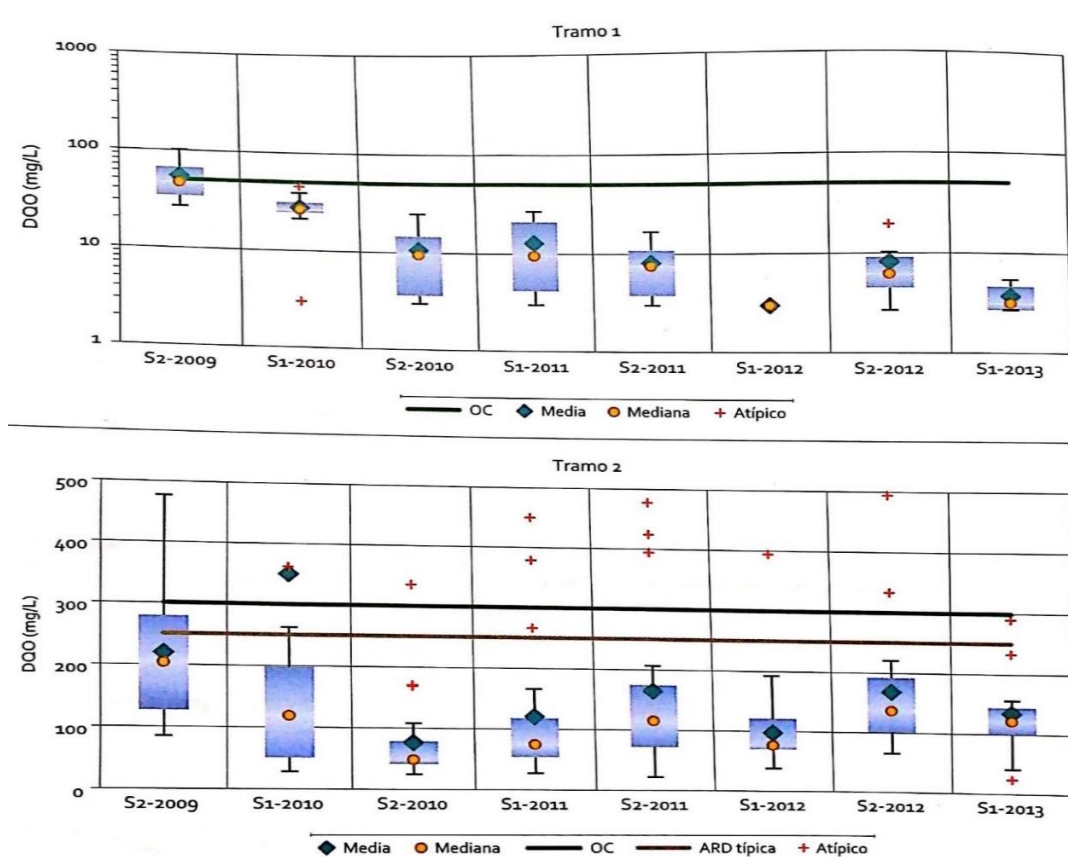 Tramo 1
1000
100
10
1
DQO (mg/L)
S2-2009 S1-2010 S2-2010 S1-2011 S2-2011 S1-2012 S2-2012 S1-2013
OC Media Mediana Atípico
Tramo 2
500
400
300
200
100
0
DQO (mg/L)
S2-2009 S1-2010 S2-2010 S1-2011 S2-2011 S1-2012 S2-2012 S1-2013
Media Mediana OC ARD típica Atípico